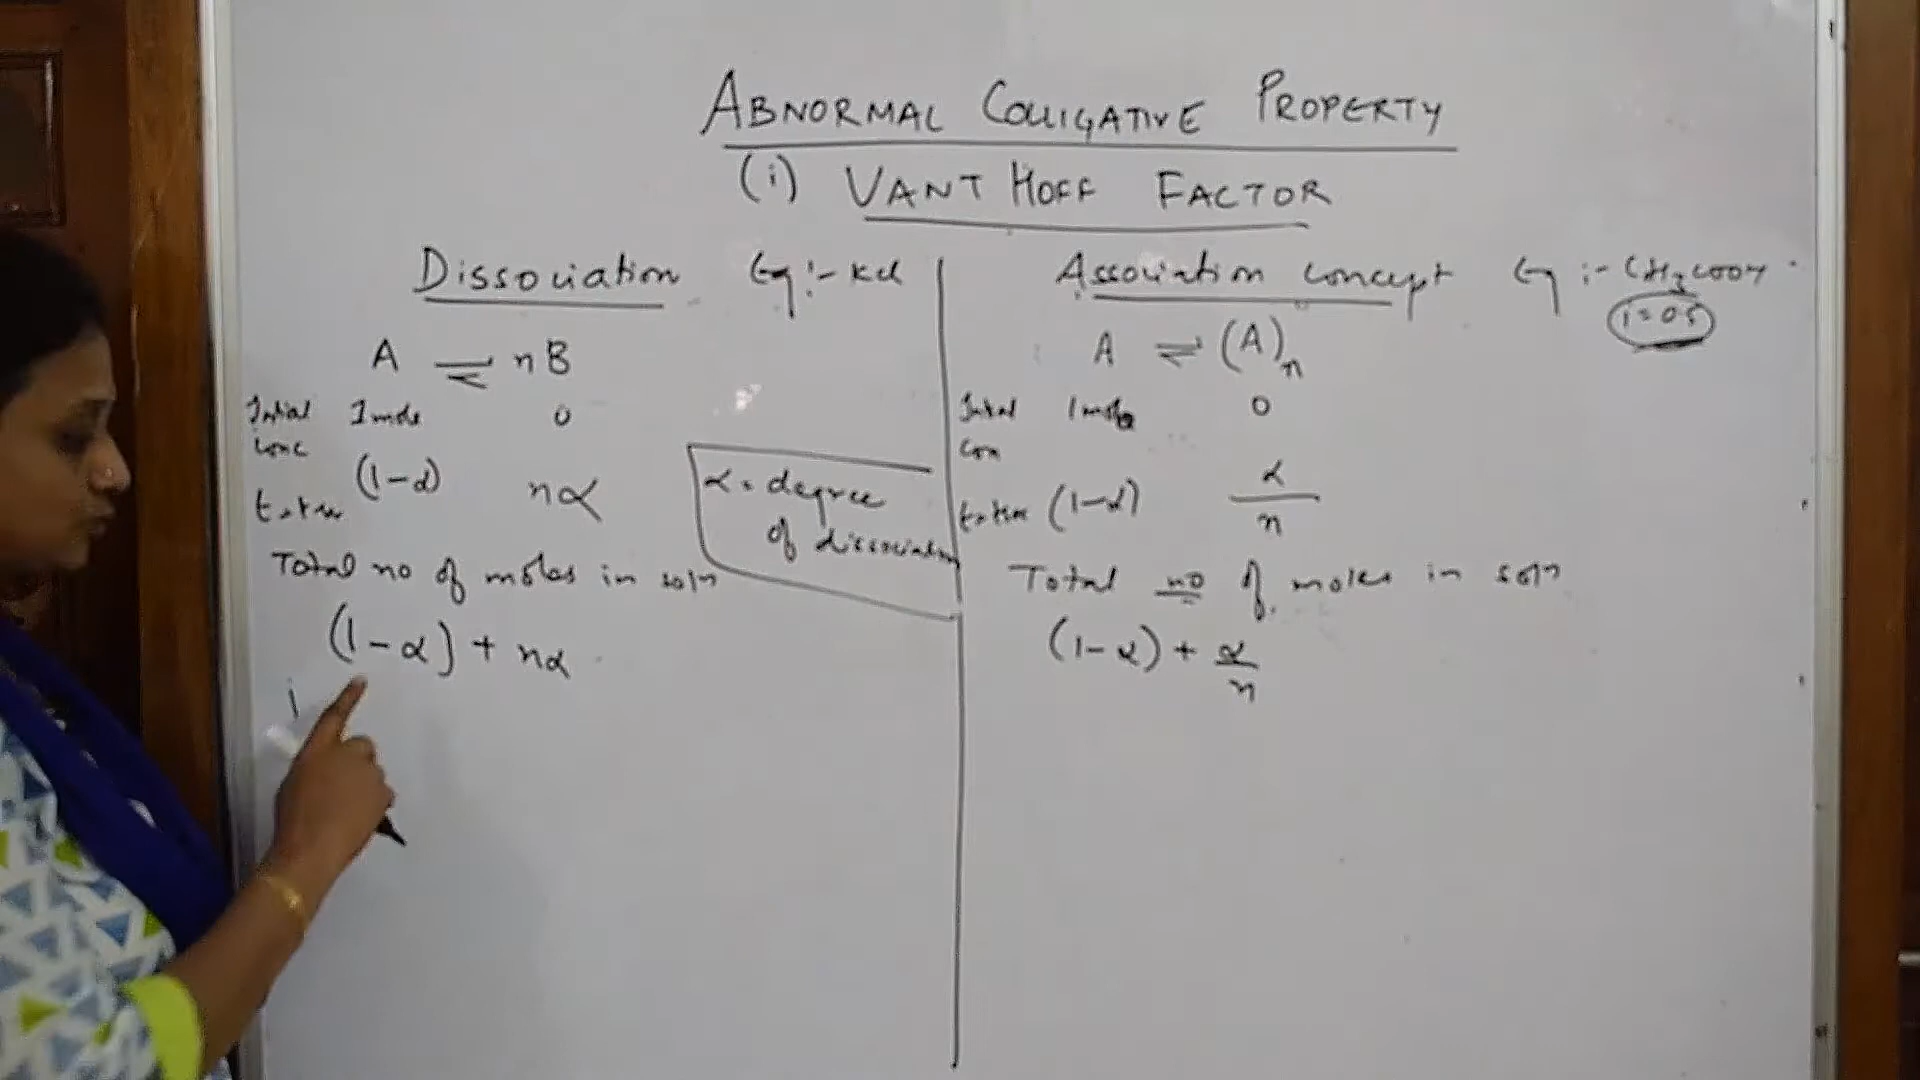 ABNORMAL COLLIGATIVE PROPERTY
(i) VANT HOFF FACTOR
Dissociation Eg :- KCl
A ⇌ nB
Initial 1 mole 0
conc
(1-α) nα
Total no of moles in soln
(1-α) + nα
i
α = degree
of dissociation
Association concept Eg :- CH3COOH
i = 0.5
A ⇌ (A)n
Initial 1 mole 0
con
(1-α) α/n
Total no of moles in soln
(1-α) + α/n